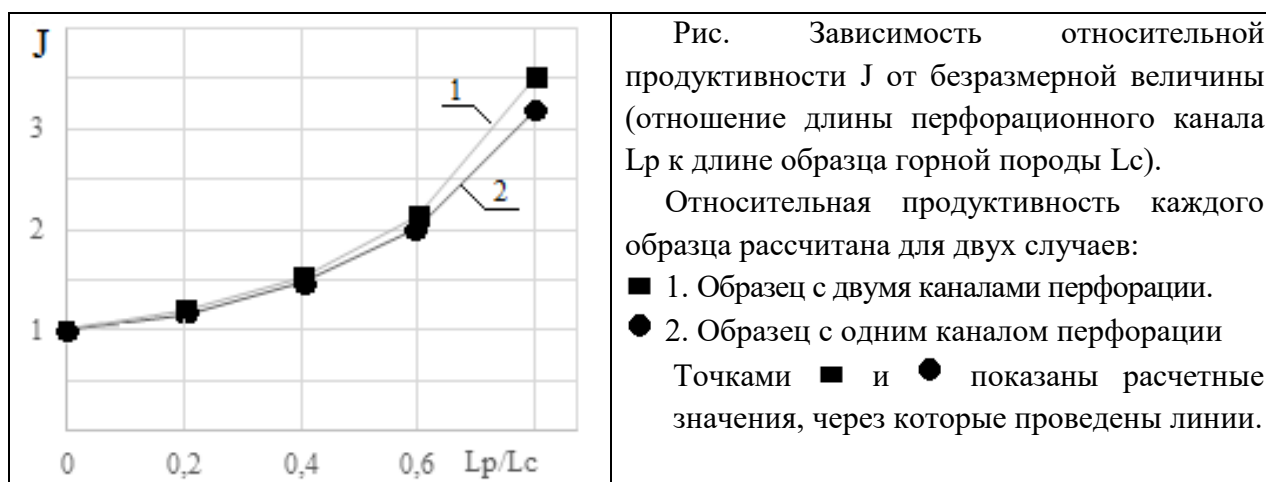 J
3
2
1
1
2
0 0,2 0,4 0,6 Lp/Lc
Рис. Зависимость относительной
продуктивности J от безразмерной величины
(отношение длины перфорационного канала
Lp к длине образца горной породы Lc).
Относительная продуктивность каждого
образца рассчитана для двух случаев:
■ 1. Образец с двумя каналами перфорации.
● 2. Образец с одним каналом перфорации
Точками ■ и ● показаны расчетные
значения, через которые проведены линии.